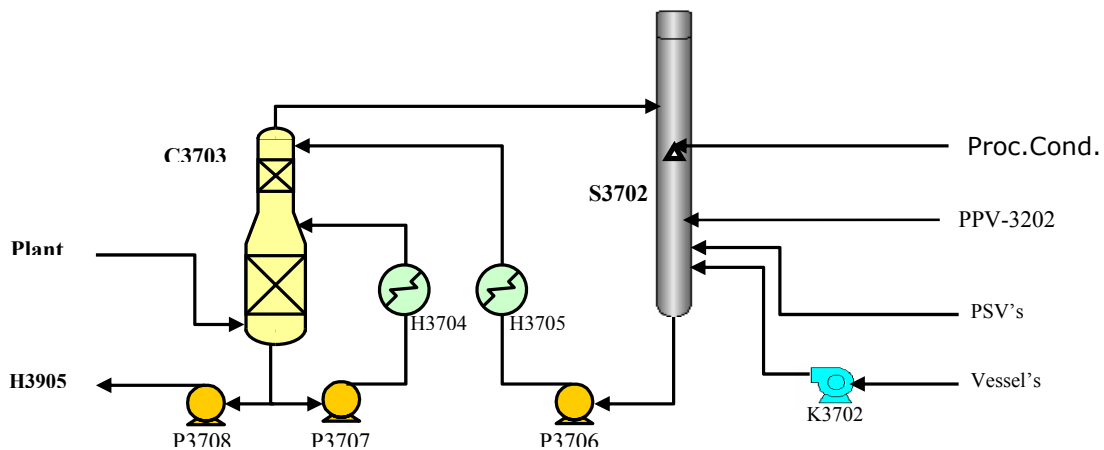 C3703
Proc.Cond.
S3702
PPV-3202
Plant
H3704
H3705
PSV's
H3905
Vessel's
K3702
P3708
P3707
P3706